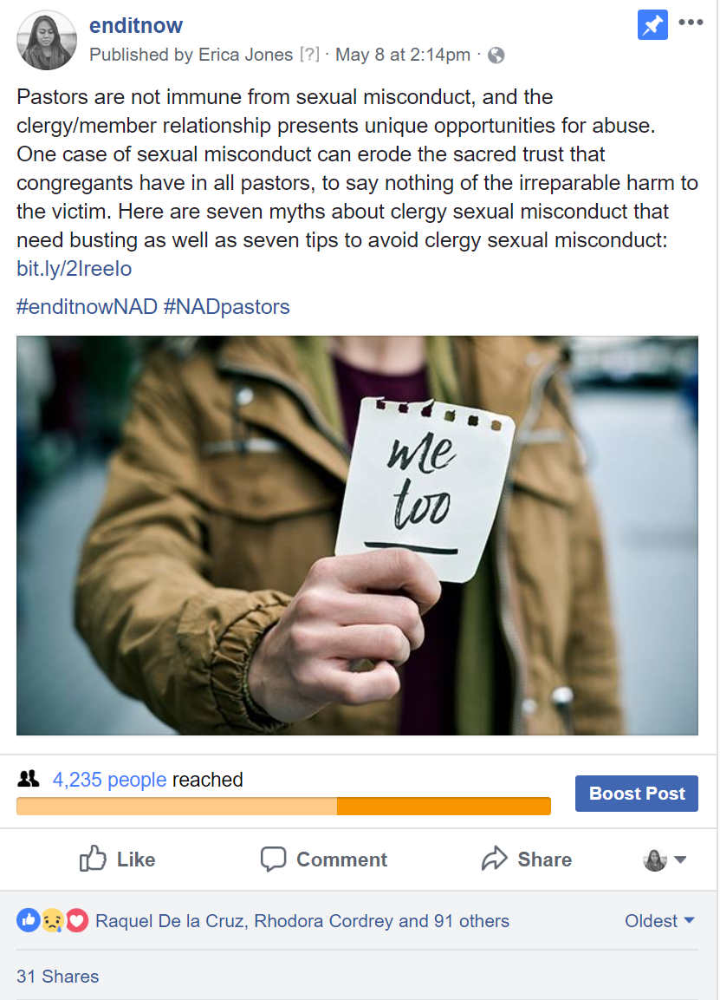 enditnow
Published by Erica Jones [?] · May 8 at 2:14pm ·
Pastors are not immune from sexual misconduct, and the
clergy/member relationship presents unique opportunities for abuse.
One case of sexual misconduct can erode the sacred trust that
congregants have in all pastors, to say nothing of the irreparable harm to
the victim. Here are seven myths about clergy sexual misconduct that
need busting as well as seven tips to avoid clergy sexual misconduct:
bit.ly/2Ireelo
#enditnowNAD #NADpastors
me
too
4,235 people reached
Boost Post
Like Comment Share
Raquel De la Cruz, Rhodora Cordrey and 91 others Oldest
31 Shares